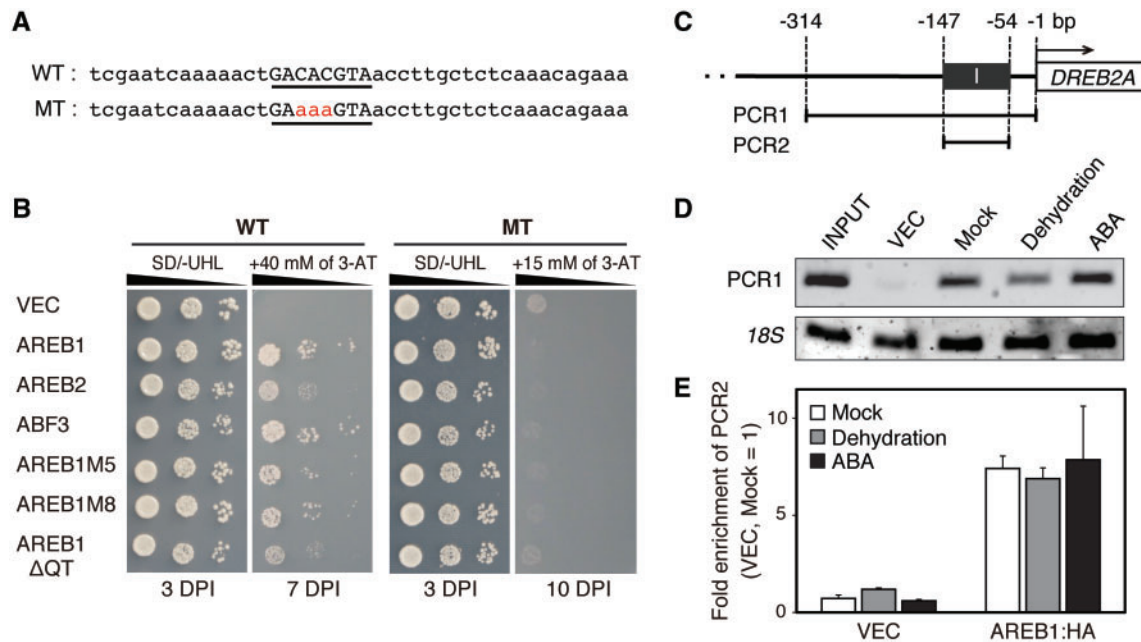 A
WT : tcgaatcaaaaactGACACGTAaccttgctctcaaacagaaa
MT : tcgaatcaaaaactGAaaaGTAaccttgctctcaaacagaaa
B
WT MT
SD/-UHL +40 mM of 3-AT SD/-UHL +15 mM of 3-AT
VEC
AREB1
AREB2
ABF3
AREB1M5
AREB1M8
AREB1
ΔQT
3 DPI 7 DPI 3 DPI 10 DPI
C
-314 -147 -54 -1 bp
I DREB2A
PCR1
PCR2
D
INPUT VEC Mock Dehydration ABA
PCR1
18S
E
Fold enrichment of PCR2
(VEC, Mock = 1)
10
5
0
Mock
Dehydration
ABA
VEC AREB1:HA